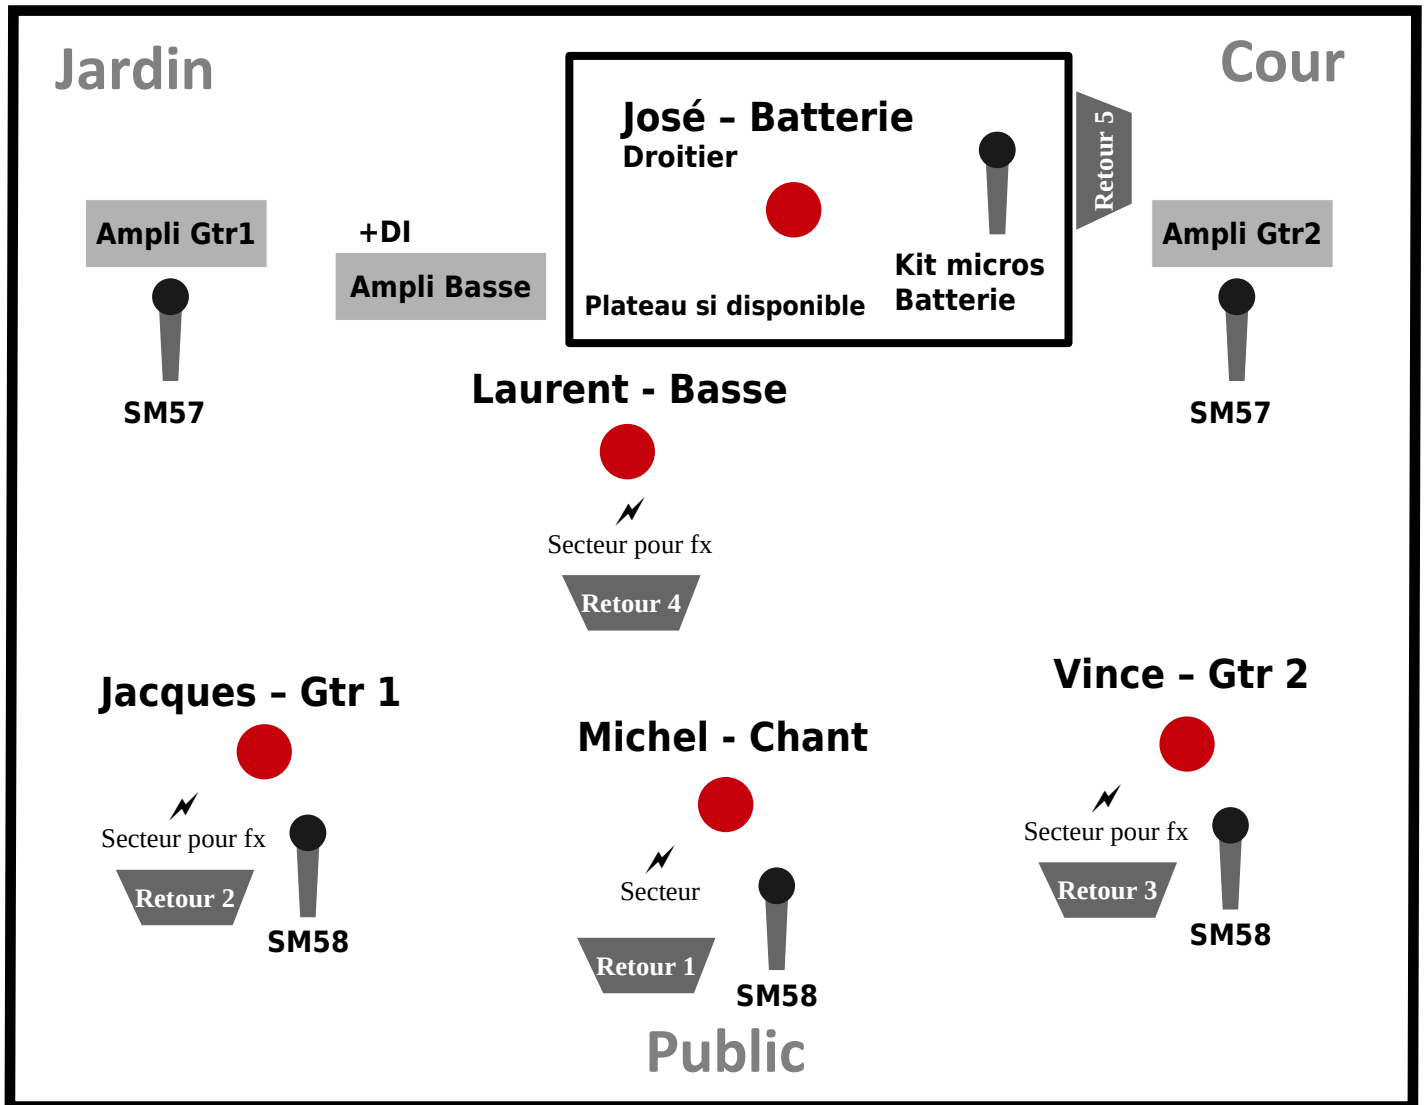 Jardin
Cour
José – Batterie
Droitier
Retour 5
Ampli Gtr1
+DI
Ampli Basse
Kit micros
Batterie
Plateau si disponible
Ampli Gtr2
SM57
SM57
Laurent - Basse
Secteur pour fx
Retour 4
Jacques – Gtr 1
Secteur pour fx
Retour 2
SM58
Michel - Chant
Secteur
Retour 1
SM58
Vince – Gtr 2
Secteur pour fx
Retour 3
SM58
Public